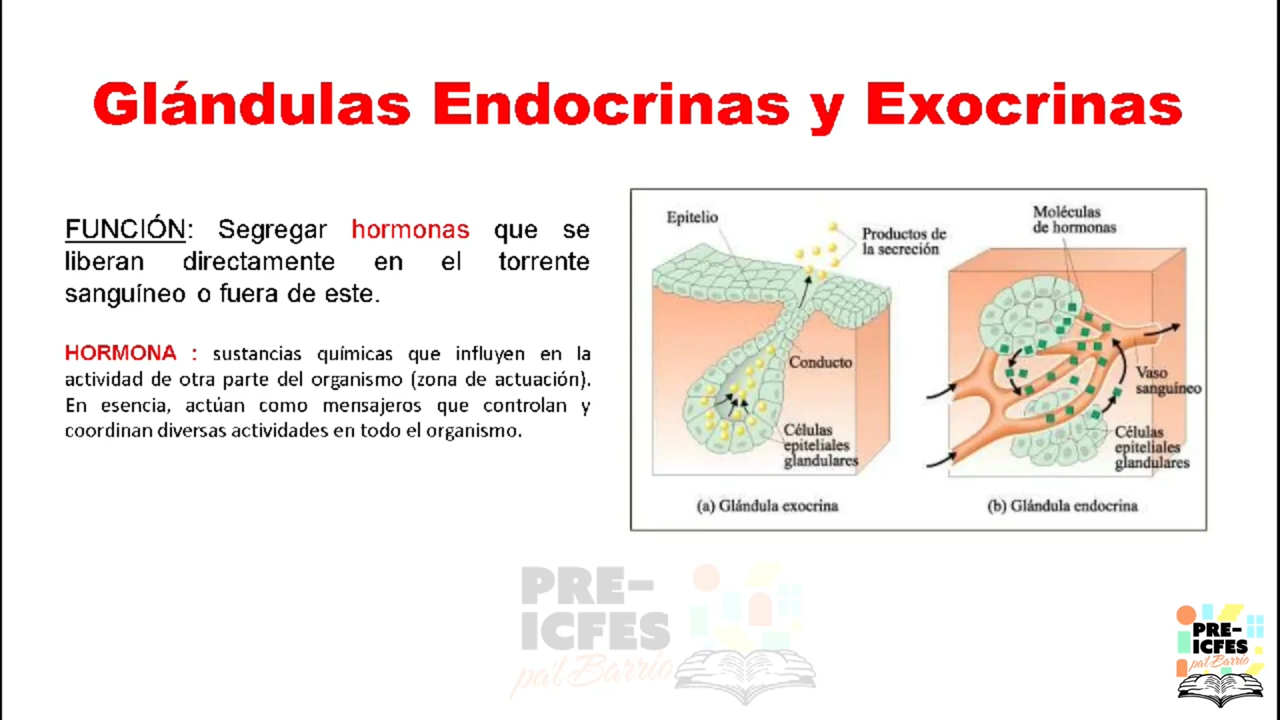 Glándulas Endocrinas y Exocrinas
FUNCIÓN: Segregar hormonas que se
liberan directamente en el torrente
sanguíneo o fuera de este.
HORMONA : sustancias químicas que influyen en la
actividad de otra parte del organismo (zona de actuación).
En esencia, actúan como mensajeros que controlan y
coordinan diversas actividades en todo el organismo.
Epitelio
Productos de
la secreción
Conducto
Células
epiteliales
glandulares
(a) Glándula exocrina
Moléculas
de hormonas
Vaso
sanguíneo
Células
epiteliales
glandulares
(b) Glándula endocrina
PRE-
ICFES
pal Barrio
PRE-
ICFES
pal Barrio